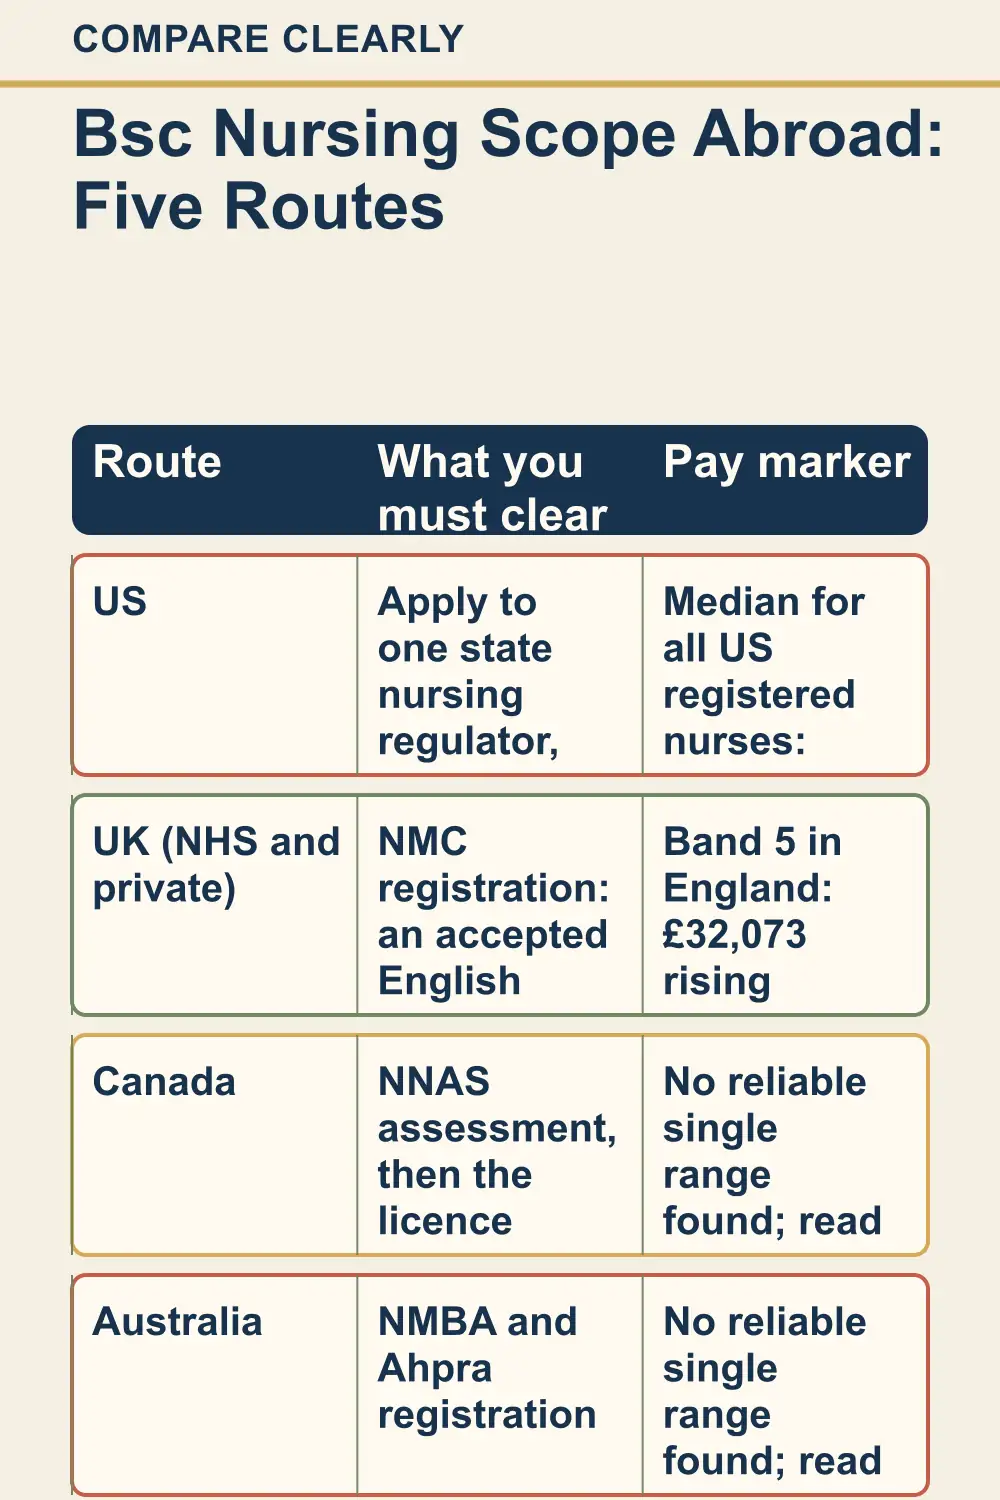 COMPARE CLEARLY
Bsc Nursing Scope Abroad:
Five Routes
Route
What you
must clear
Pay marker
US
Apply to
one state
nursing
regulator,
Median for
all US
registered
nurses:
UK (NHS and
private)
NMC
registration:
an accepted
English
Band 5 in
England:
£32,073
rising
Canada
NNAS
assessment,
then the
licence
No reliable
single
range
found; read
Australia
NMBA and
Ahpra
registration
No reliable
single
range
found; read